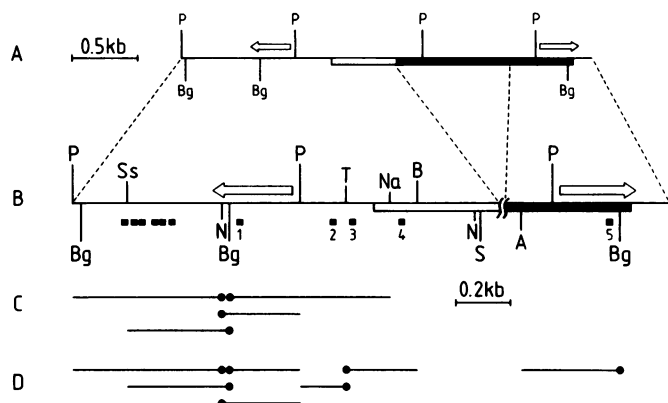 P P P P
A 0.5kb
Bg Bg Bg
P P P
Ss T Na B
B
N 1 2 3 4 N 5
Bg Bg S A Bg
C 0.2kb
D